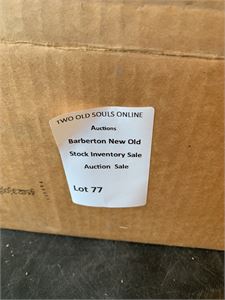 TWO OLD SOULS ONLINE
Auctions
Barberton New Old
Stock Inventory Sale
Auction Sale
Lot 77